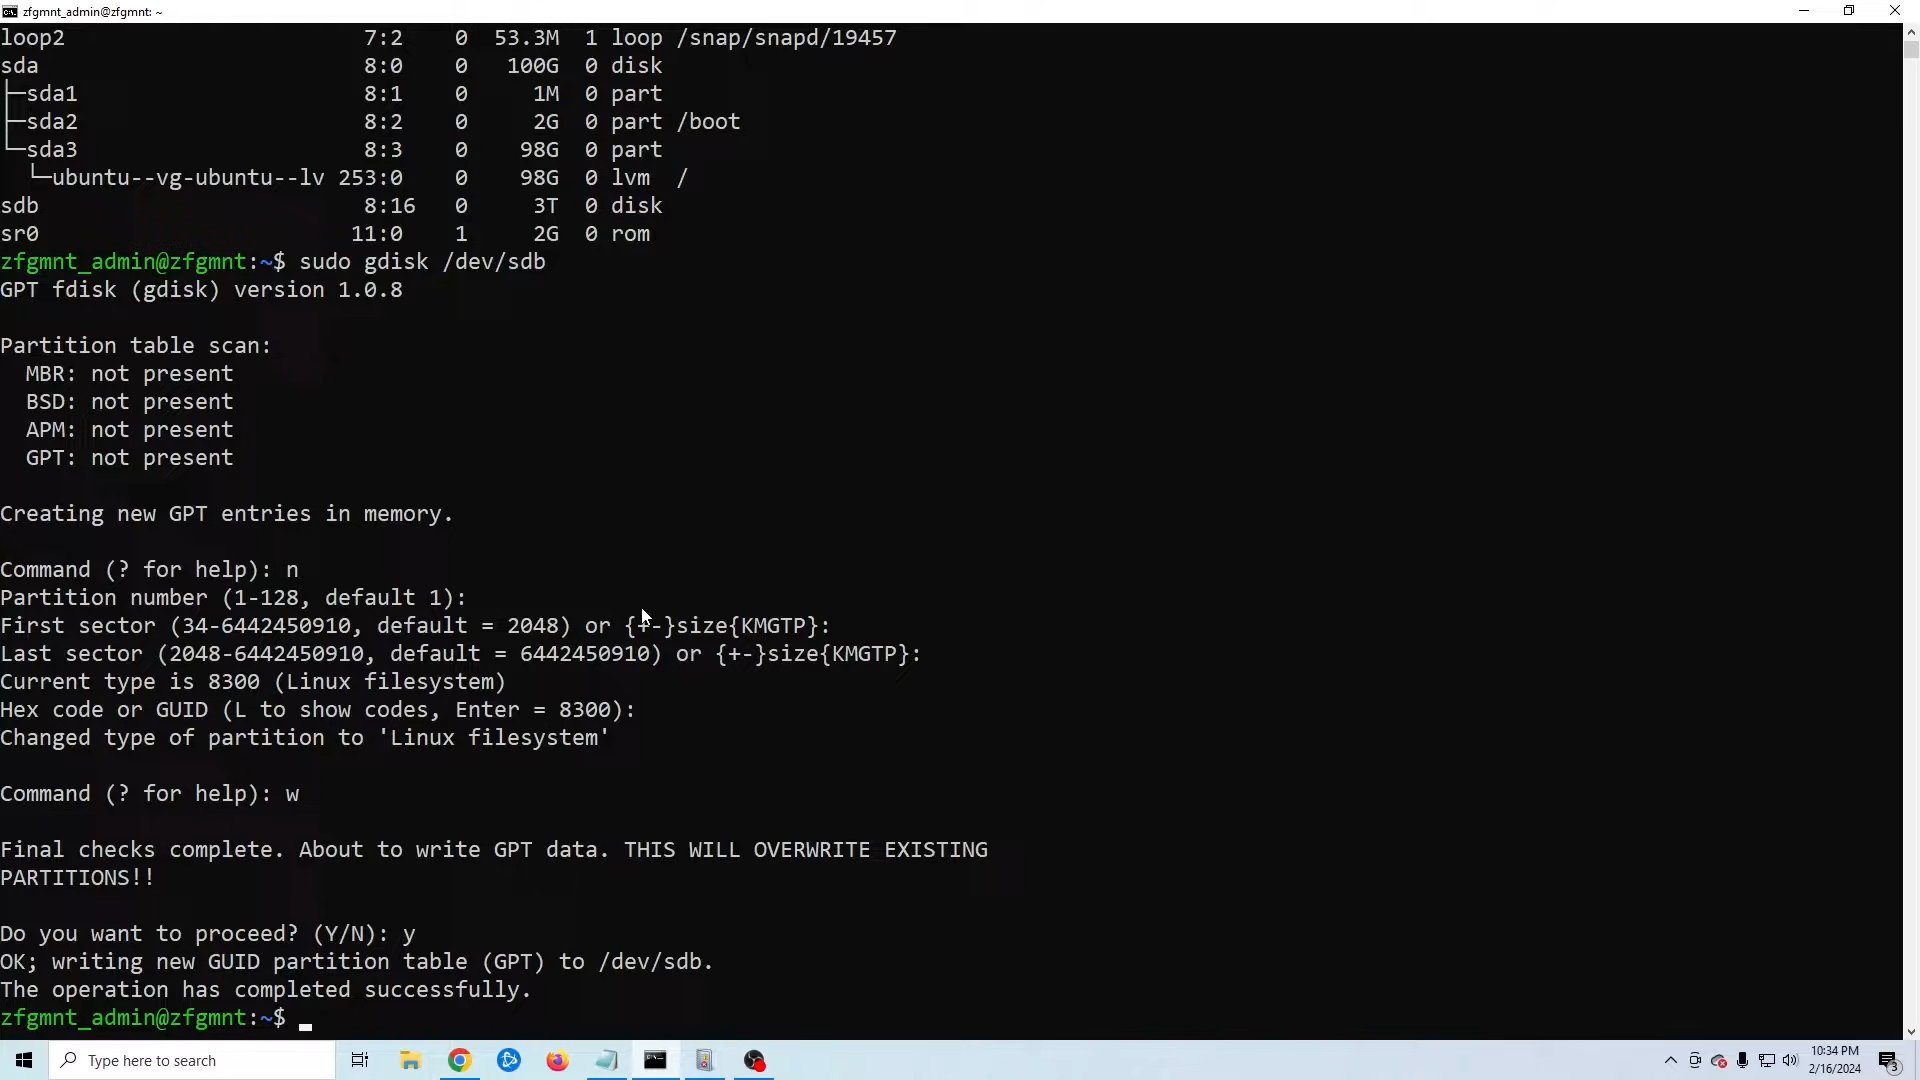 zfgmnt_admin@zfgmnt: ~
loop2 7:2 0 53.3M 1 loop /snap/snapd/19457
sda 8:0 0 100G 0 disk
├─sda1 8:1 0 1M 0 part
├─sda2 8:2 0 2G 0 part /boot
└─sda3 8:3 0 98G 0 part
└─ubuntu--vg-ubuntu--lv 253:0 0 98G 0 lvm /
sdb 8:16 0 3T 0 disk
sr0 11:0 1 2G 0 rom
zfgmnt_admin@zfgmnt:~$ sudo gdisk /dev/sdb
GPT fdisk (gdisk) version 1.0.8
Partition table scan:
MBR: not present
BSD: not present
APM: not present
GPT: not present
Creating new GPT entries in memory.
Command (? for help): n
Partition number (1-128, default 1):
First sector (34-6442450910, default = 2048) or {+-}size{KMGTP}:
Last sector (2048-6442450910, default = 6442450910) or {+-}size{KMGTP}:
Current type is 8300 (Linux filesystem)
Hex code or GUID (L to show codes, Enter = 8300):
Changed type of partition to 'Linux filesystem'
Command (? for help): w
Final checks complete. About to write GPT data. THIS WILL OVERWRITE EXISTING
PARTITIONS!!
Do you want to proceed? (Y/N): y
OK; writing new GUID partition table (GPT) to /dev/sdb.
The operation has completed successfully.
zfgmnt_admin@zfgmnt:~$
Type here to search
10:34 PM
2/16/2024
3